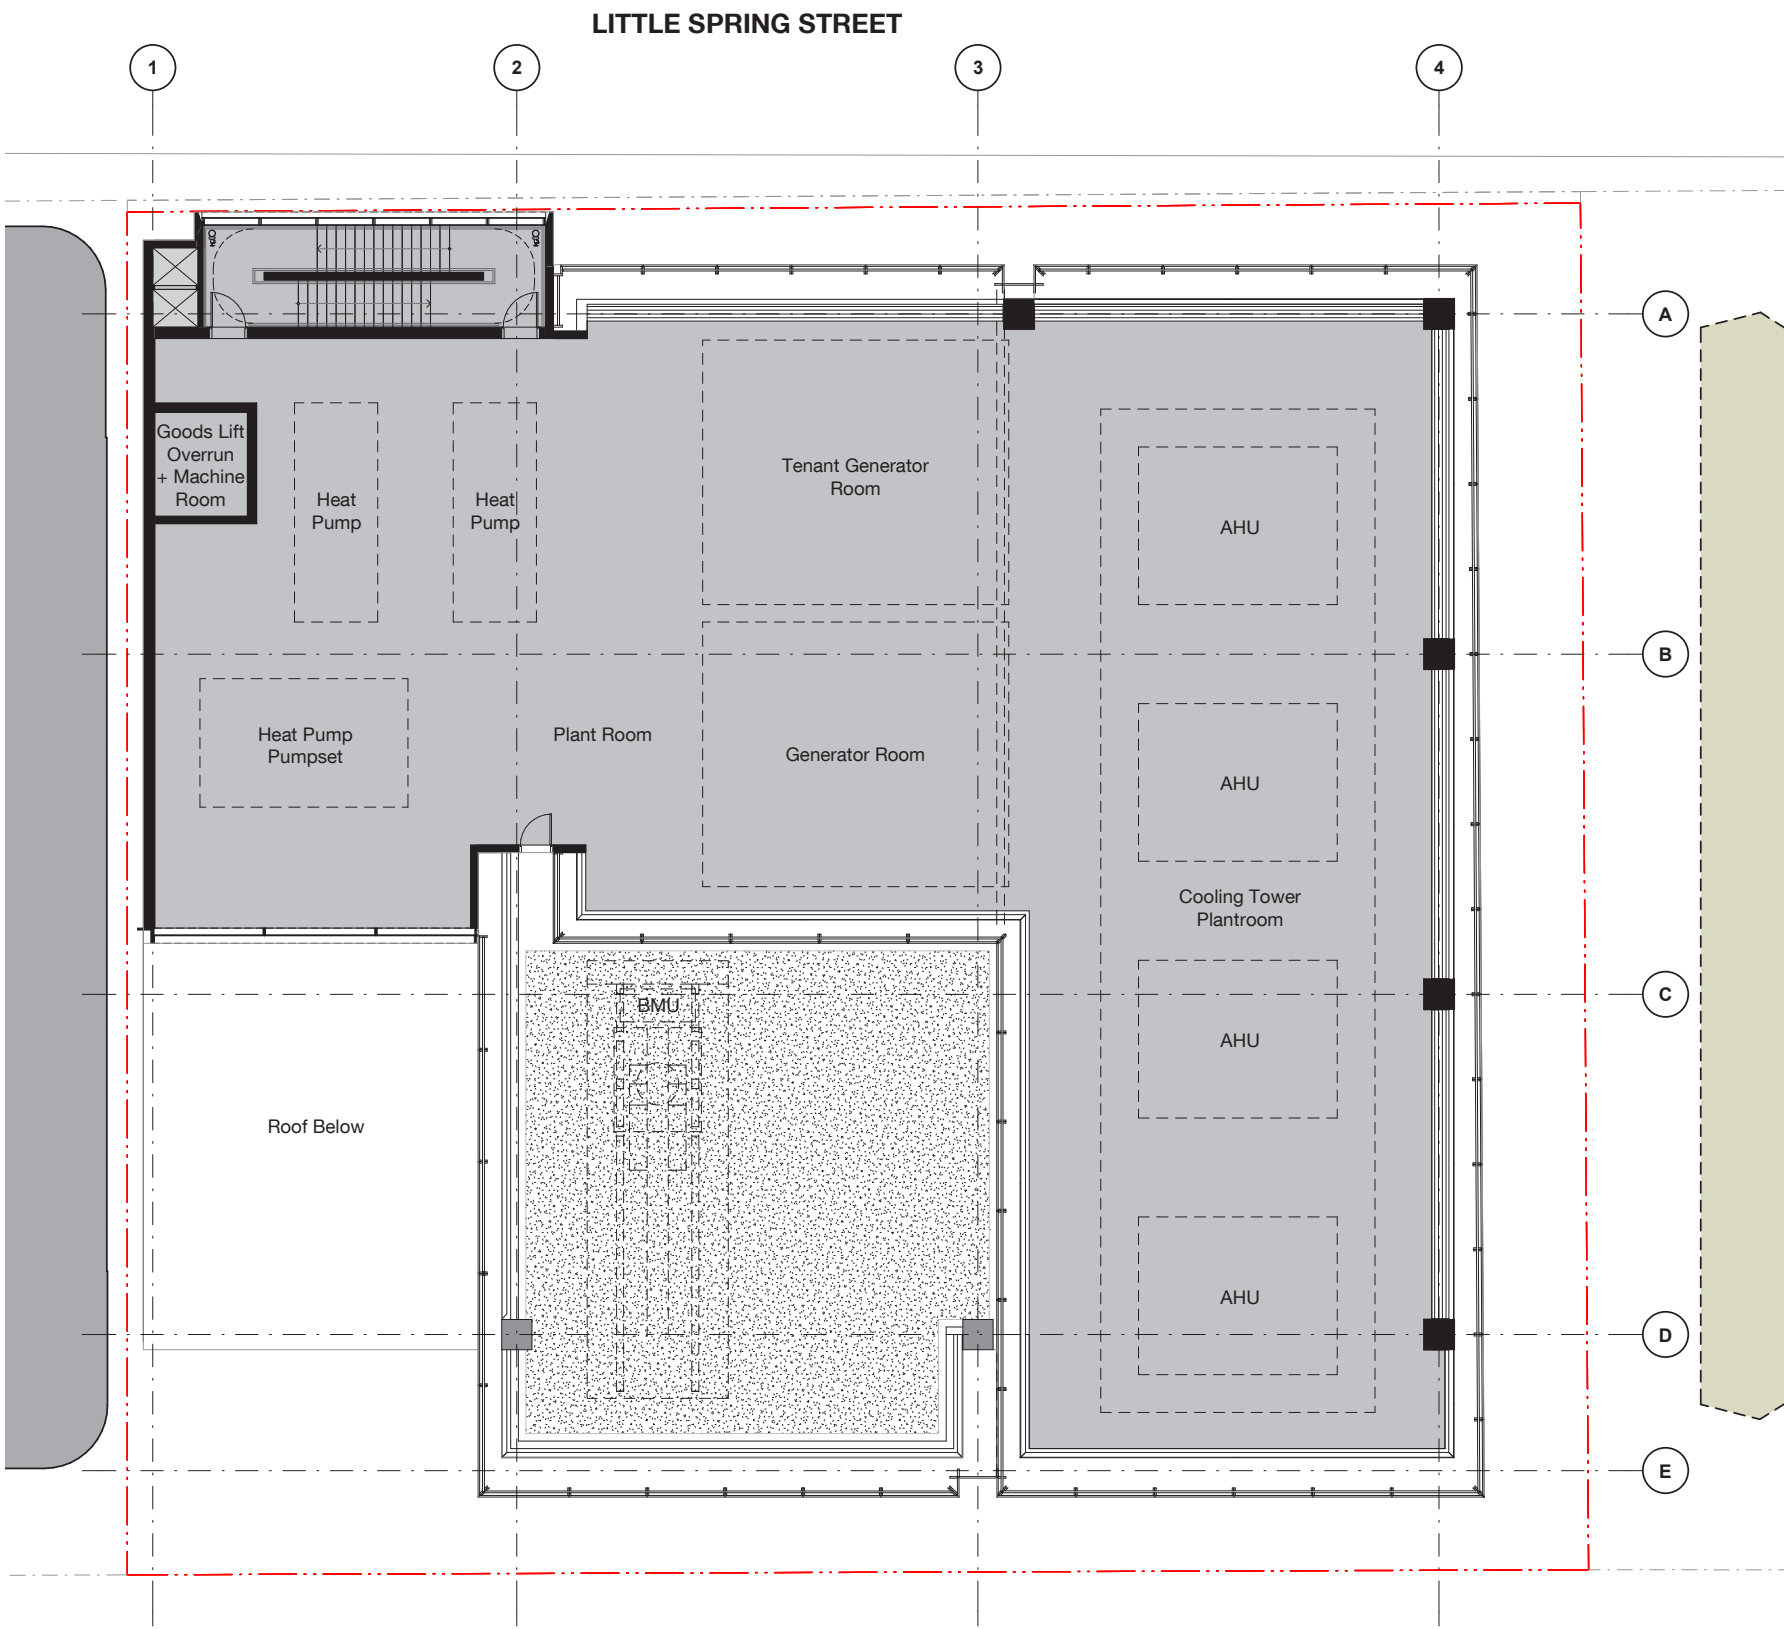 LITTLE SPRING STREET
1
2
3
4
A
Goods Lift
Overrun
+ Machine
Room
Heat
Pump
Heat
Pump
Tenant Generator
Room
AHU
B
Heat Pump
Pumpset
Plant Room
Generator Room
AHU
Cooling Tower
Plantroom
C
BMU
AHU
Roof Below
AHU
D
E